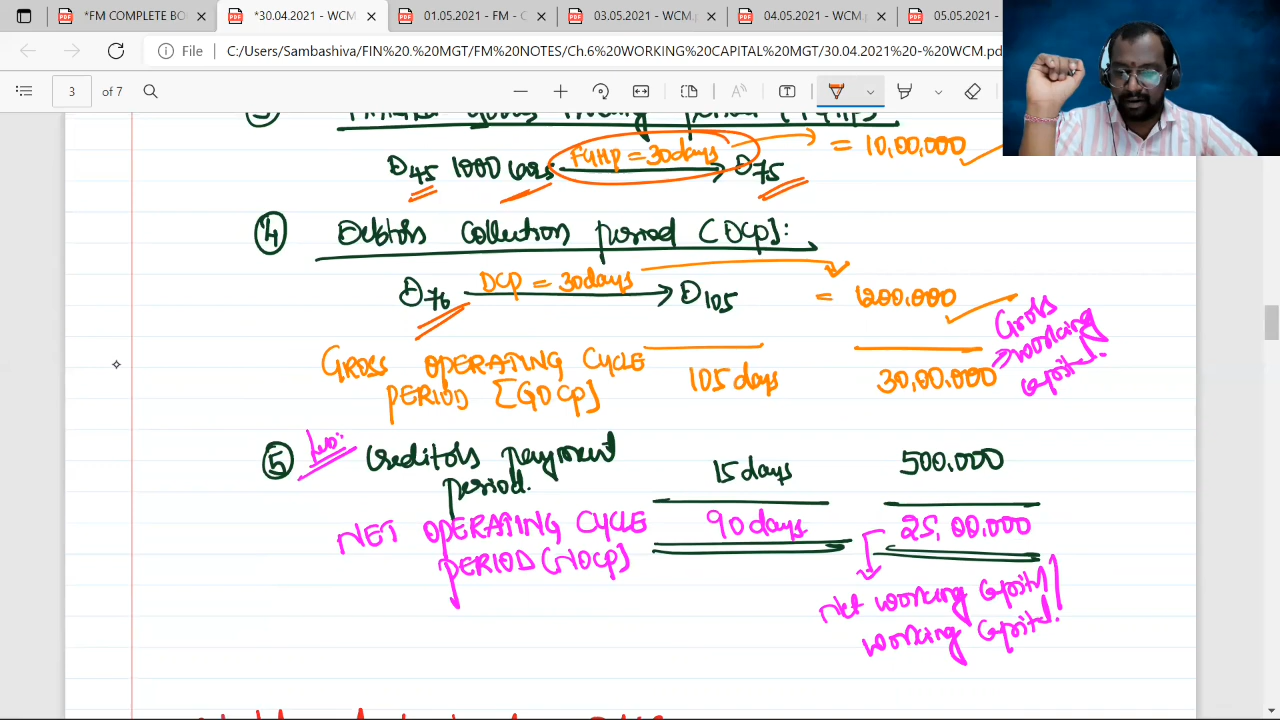 *FM COMPLETE BO
*30.04.2021 - WCM
01.05.2021 - FM - C
03.05.2021 - WCM.p
04.05.2021 - WCM.p
05.05.2021 -
File C:/Users/Sambashiva/FIN%20.%20MGT/FM%20NOTES/Ch.6%20WORKING%20CAPITAL%20MGT/30.04.2021%20-%20WCM.pd
3 of 7
D45 1000 FGHP = 30days D75 = 10,00,000
④ Debtors collection period (DCP]:
D76 DCP = 30days D105 = 1200.000
Gross working capital.
GROSS OPERATING CYCLE 105 days 30,00.000
PERIOD [GOCP]
⑤ Less: Creditors payment period. 15 days 500.000
NET OPERATING CYCLE 90 days 25,00.000
PERIOD (NOCP]
Net working capital/
working capital.